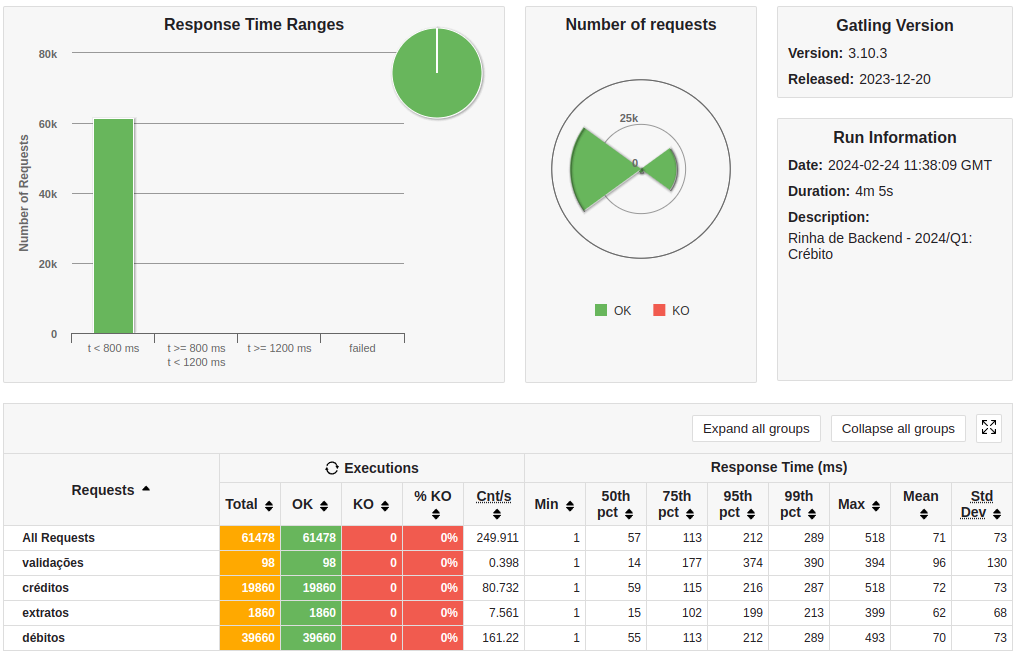 Response Time Ranges
80k
60k
40k
20k
0
Number of Requests
t < 800 ms
t >= 800 ms
t < 1200 ms
t >= 1200 ms
failed
Number of requests
25k
0
OK
KO
Gatling Version
Version: 3.10.3
Released: 2023-12-20
Run Information
Date: 2024-02-24 11:38:09 GMT
Duration: 4m 5s
Description:
Rinha de Backend - 2024/Q1:
Crébito
Expand all groups
Collapse all groups
Requests
Executions
Response Time (ms)
Total OK KO % KO Cnt/s Min 50th pct 75th pct 95th pct 99th pct Max Mean Std Dev
All Requests 61478 61478 0 0% 249.911 1 57 113 212 289 518 71 73
validações 98 98 0 0% 0.398 1 14 177 374 390 394 96 130
créditos 19860 19860 0 0% 80.732 1 59 115 216 287 518 72 73
extratos 1860 1860 0 0% 7.561 1 15 102 199 213 399 62 68
débitos 39660 39660 0 0% 161.22 1 55 113 212 289 493 70 73